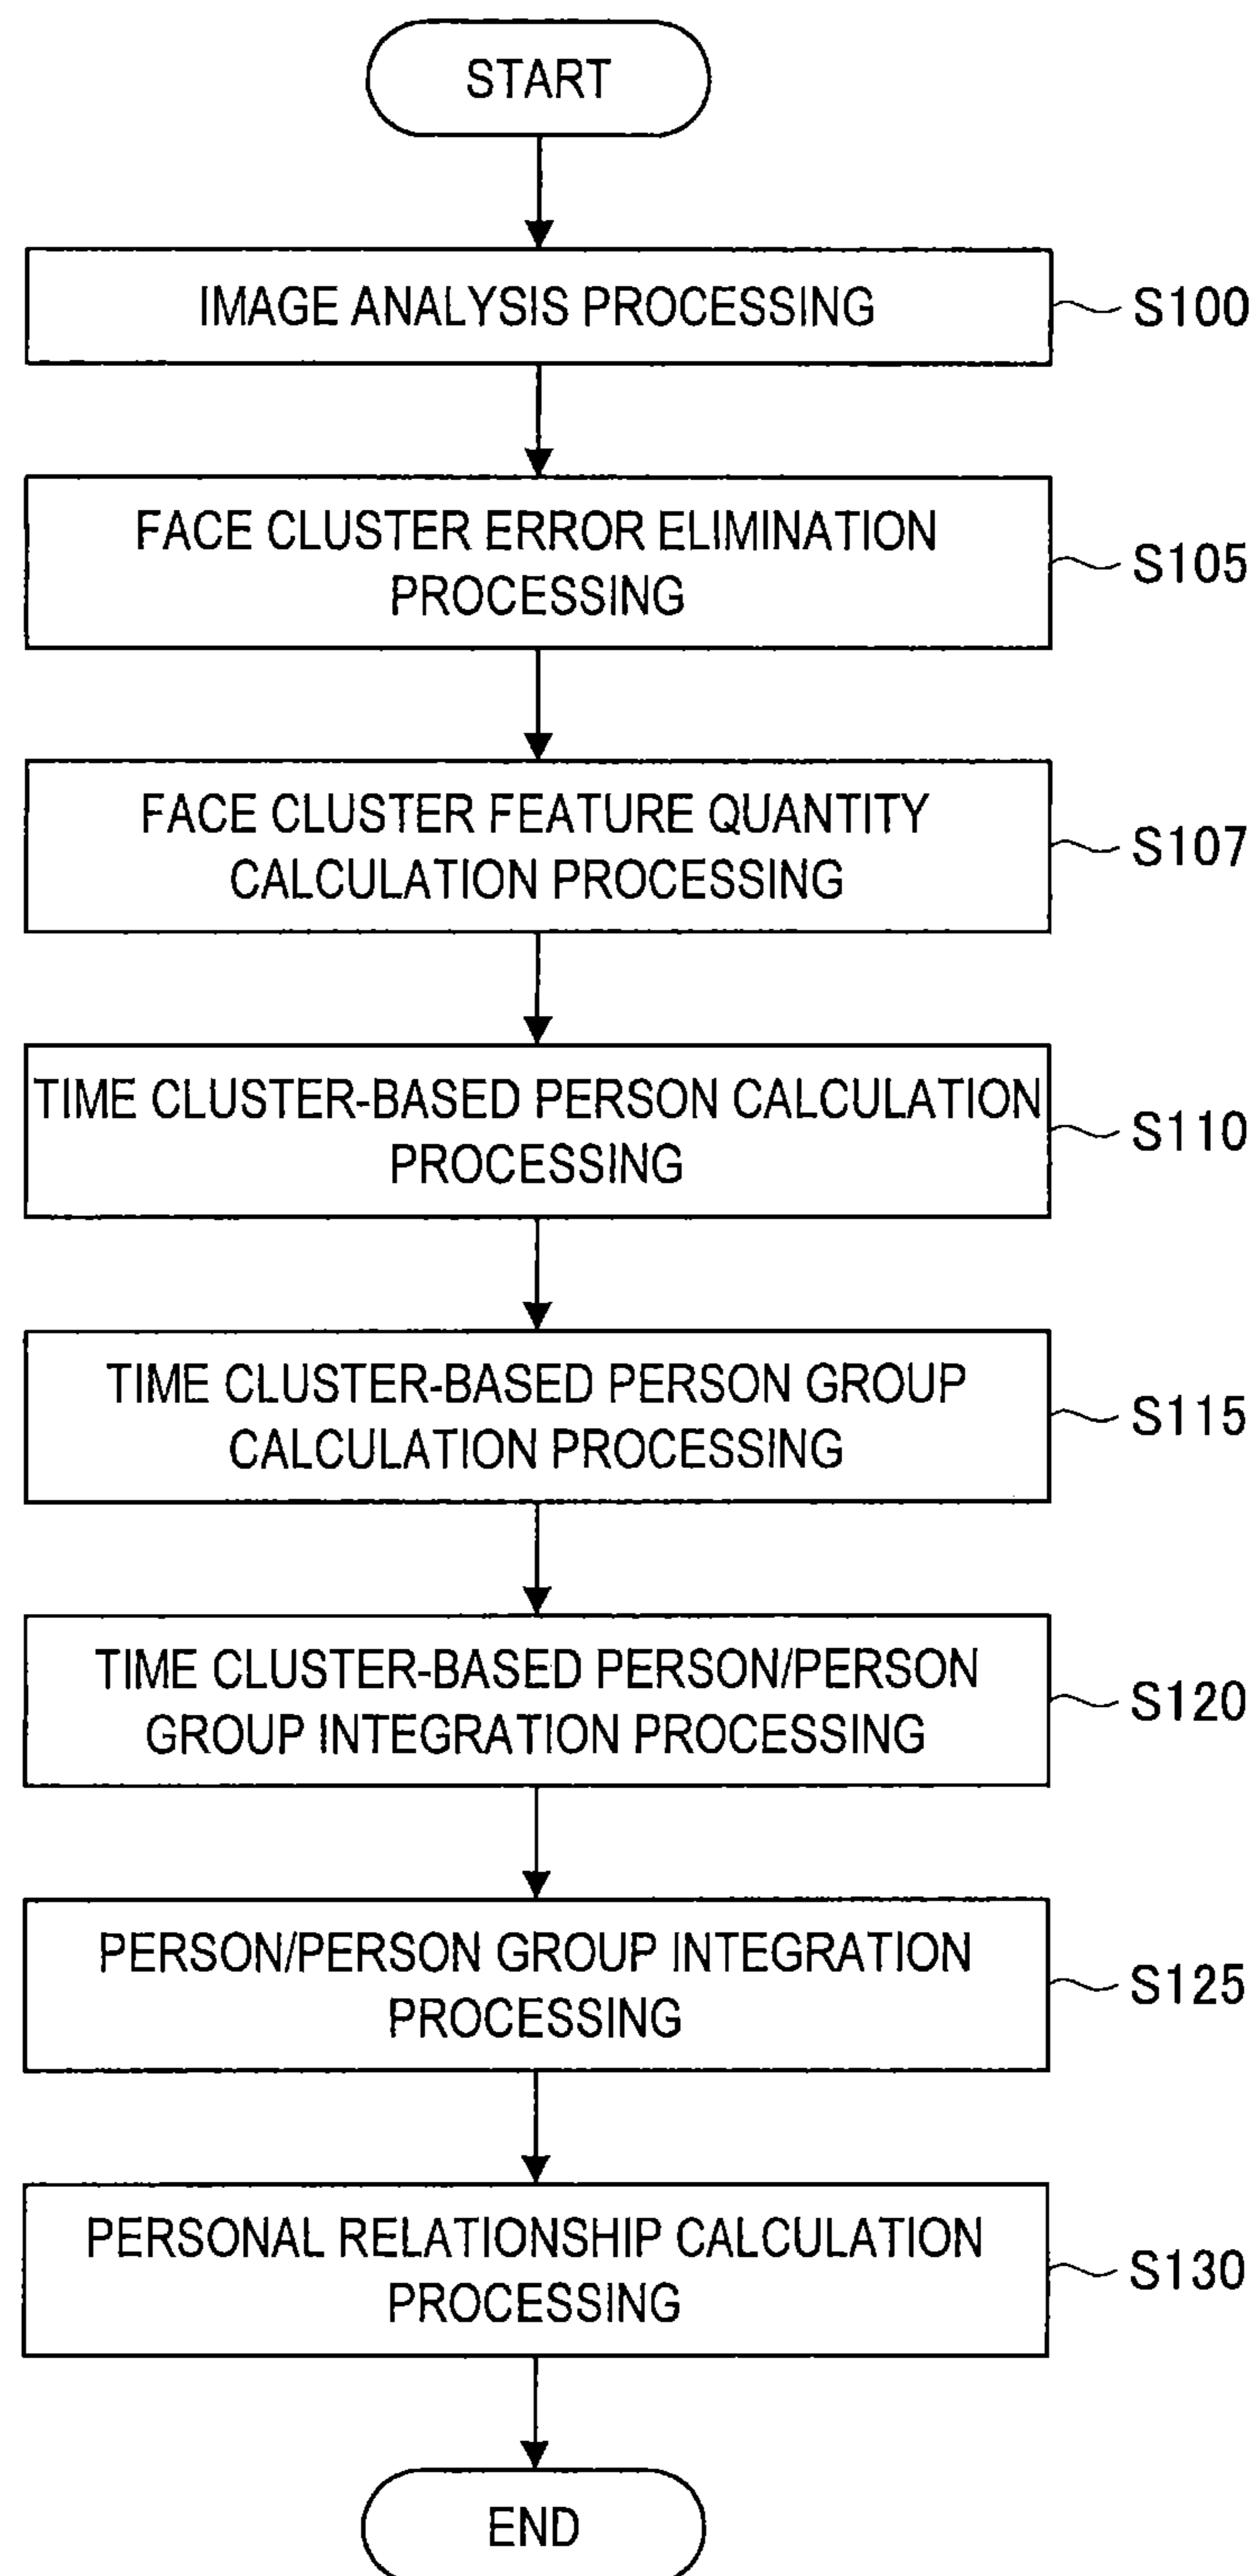 START
IMAGE ANALYSIS PROCESSING
S100
FACE CLUSTER ERROR ELIMINATION
PROCESSING
S105
FACE CLUSTER FEATURE QUANTITY
CALCULATION PROCESSING
S107
TIME CLUSTER-BASED PERSON CALCULATION
PROCESSING
S110
TIME CLUSTER-BASED PERSON GROUP
CALCULATION PROCESSING
S115
TIME CLUSTER-BASED PERSON/PERSON
GROUP INTEGRATION PROCESSING
S120
PERSON/PERSON GROUP INTEGRATION
PROCESSING
S125
PERSONAL RELATIONSHIP CALCULATION
PROCESSING
S130
END